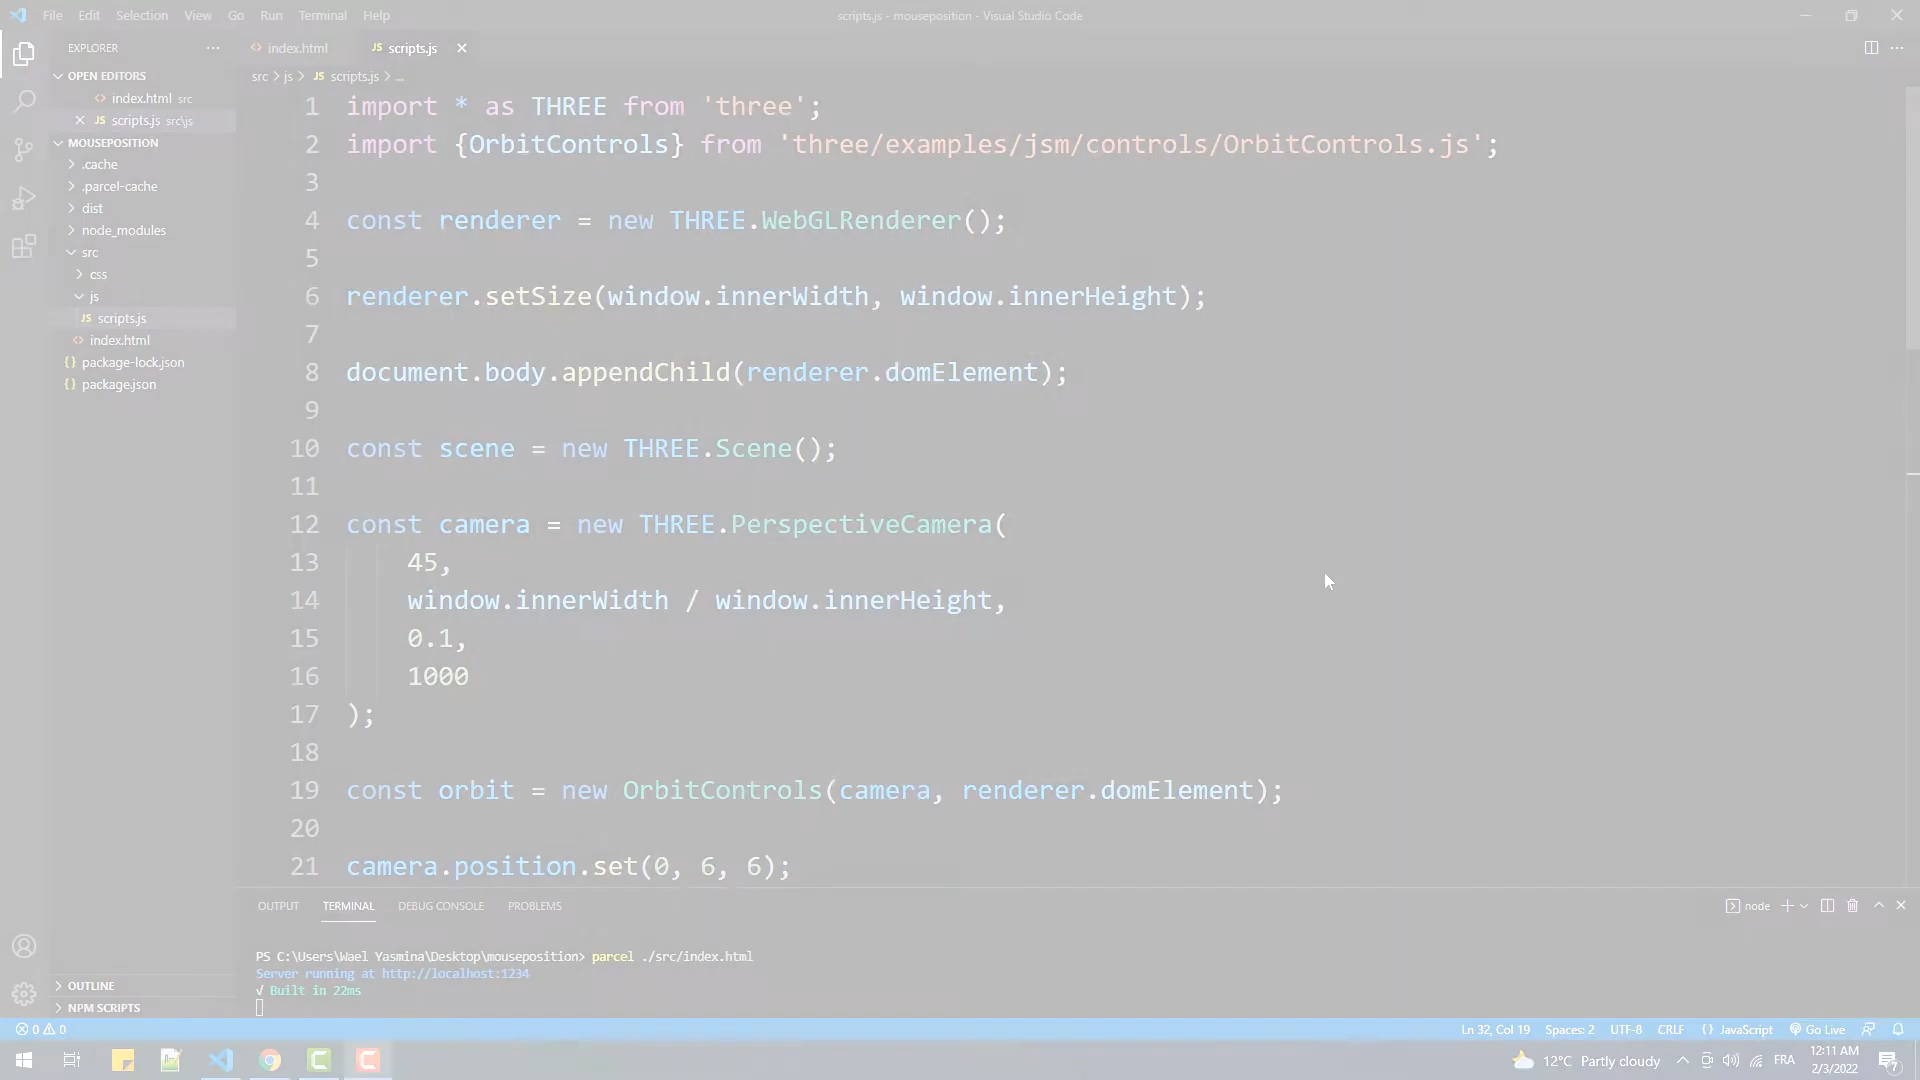 File Edit Selection View Go Run Terminal Help
scripts.js - mouseposition - Visual Studio Code
EXPLORER
OPEN EDITORS
index.html src
JS scripts.js src\js
MOUSEPOSITION
.cache
.parcel-cache
dist
node_modules
src
css
js
JS scripts.js
index.html
{} package-lock.json
{} package.json
OUTLINE
NPM SCRIPTS
index.html JS scripts.js
src > js > JS scripts.js > ...
1 import * as THREE from 'three';
2 import {OrbitControls} from 'three/examples/jsm/controls/OrbitControls.js';
3
4 const renderer = new THREE.WebGLRenderer();
5
6 renderer.setSize(window.innerWidth, window.innerHeight);
7
8 document.body.appendChild(renderer.domElement);
9
10 const scene = new THREE.Scene();
11
12 const camera = new THREE.PerspectiveCamera(
13 45,
14 window.innerWidth / window.innerHeight,
15 0.1,
16 1000
17 );
18
19 const orbit = new OrbitControls(camera, renderer.domElement);
20
21 camera.position.set(0, 6, 6);
OUTPUT TERMINAL DEBUG CONSOLE PROBLEMS
node
PS C:\Users\Wael Yasmina\Desktop\mouseposition> parcel ./src/index.html
Server running at http://localhost:1234
√ Built in 22ms
0 0
Ln 32, Col 19 Spaces: 2 UTF-8 CRLF {} JavaScript Go Live
12°C Partly cloudy FRA 12:11 AM
2/3/2022
7